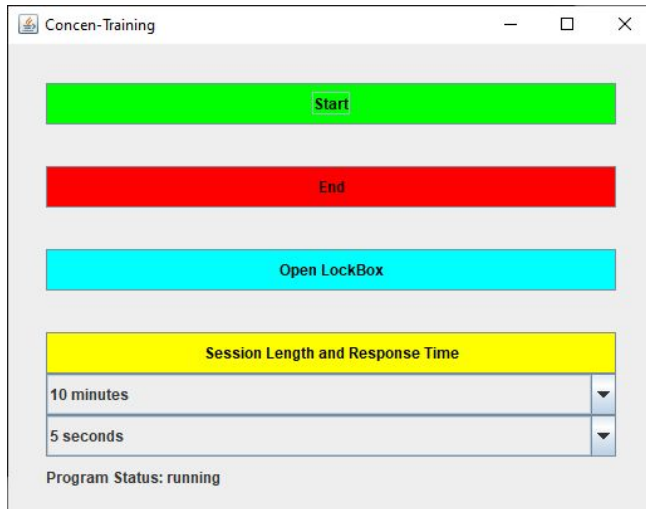 Concen-Training
Start
End
Open LockBox
Session Length and Response Time
10 minutes
5 seconds
Program Status: running